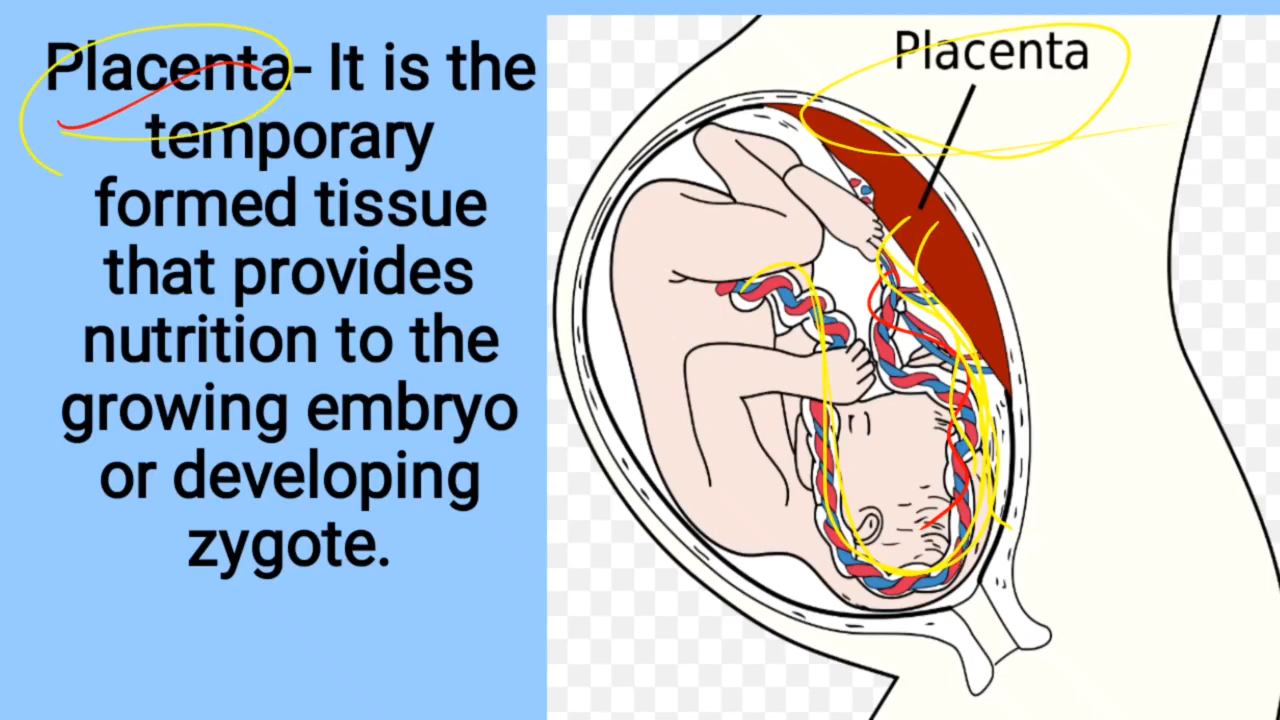 Placenta- It is the
temporary
formed tissue
that provides
nutrition to the
growing embryo
or developing
zygote.
Placenta